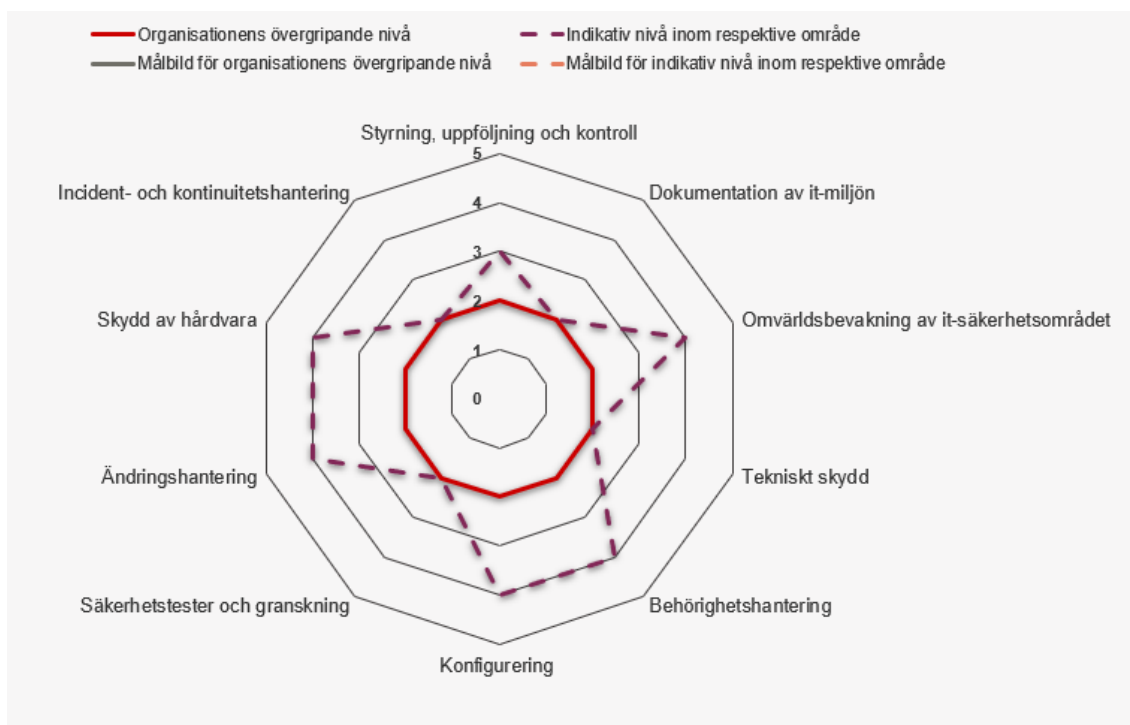 Organisationens övergripande nivå
Indikativ nivå inom respektive område
Målbild för organisationens övergripande nivå
Målbild för indikativ nivå inom respektive område
Styrning, uppföljning och kontroll
5
Incident- och kontinuitetshantering
Dokumentation av it-miljön
4
3
2
Skydd av hårdvara
Omvärldsbevakning av it-säkerhetsområdet
1
0
Ändringshantering
Tekniskt skydd
Säkerhetstester och granskning
Behörighetshantering
Konfigurering